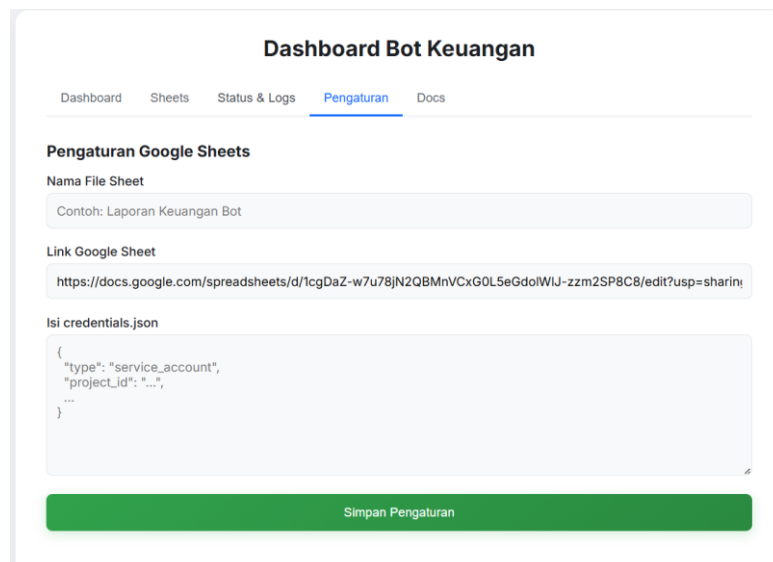 Dashboard Bot Keuangan
Dashboard Sheets Status & Logs Pengaturan Docs
Pengaturan Google Sheets
Nama File Sheet
Contoh: Laporan Keuangan Bot
Link Google Sheet
https://docs.google.com/spreadsheets/d/1cgDaZ-w7u78jN2QBMnVCxG0L5eGdolWIJ-zzm2SP8C8/edit?usp=sharing
Isi credentials.json
{
"type": "service_account",
"project_id": "...",
...
}
Simpan Pengaturan